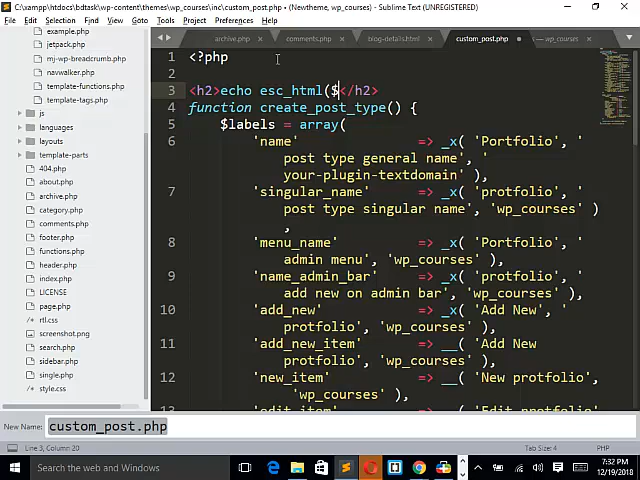 C:\xampp\htdocs\bdtask\wp-content\themes\wp_courses\inc\custom_post.php • (Newtheme, wp_courses) - Sublime Text (UNREGISTERED)
File Edit Selection Find View Goto Tools Project Preferences Help
example.php
jetpack.php
mj-wp-breadcrumb.php
navwalker.php
template-functions.php
template-tags.php
js
languages
layouts
template-parts
404.php
about.php
archive.php
category.php
comments.php
footer.php
functions.php
header.php
index.php
LICENSE
page.php
rtl.css
screenshot.png
search.php
sidebar.php
single.php
style.css
archive.php comments.php blog-details.html custom_post.php — wp_courses
1 <?php
2
3 <h2>echo esc_html($</h2>
4 function create_post_type() {
5 $labels = array(
6 'name' => _x( 'Portfolio', '
post type general name', '
your-plugin-textdomain' ),
7 'singular_name' => _x( 'protfolio', '
post type singular name', 'wp_courses' )
,
8 'menu_name' => _x( 'Portfolio', '
admin menu', 'wp_courses' ),
9 'name_admin_bar' => _x( 'protfolio', '
add new on admin bar', 'wp_courses' ),
10 'add_new' => _x( 'Add New', '
protfolio', 'wp_courses' ),
11 'add_new_item' => __( 'Add New
protfolio', 'wp_courses' ),
12 'new_item' => __( 'New protfolio',
'wp_courses' ),
'edit_item' => __( 'Edit protfolio'
New Name: custom_post.php
Line 3, Column 20 Tab Size: 4 PHP
Search the web and Windows
7:32 PM
12/19/2018